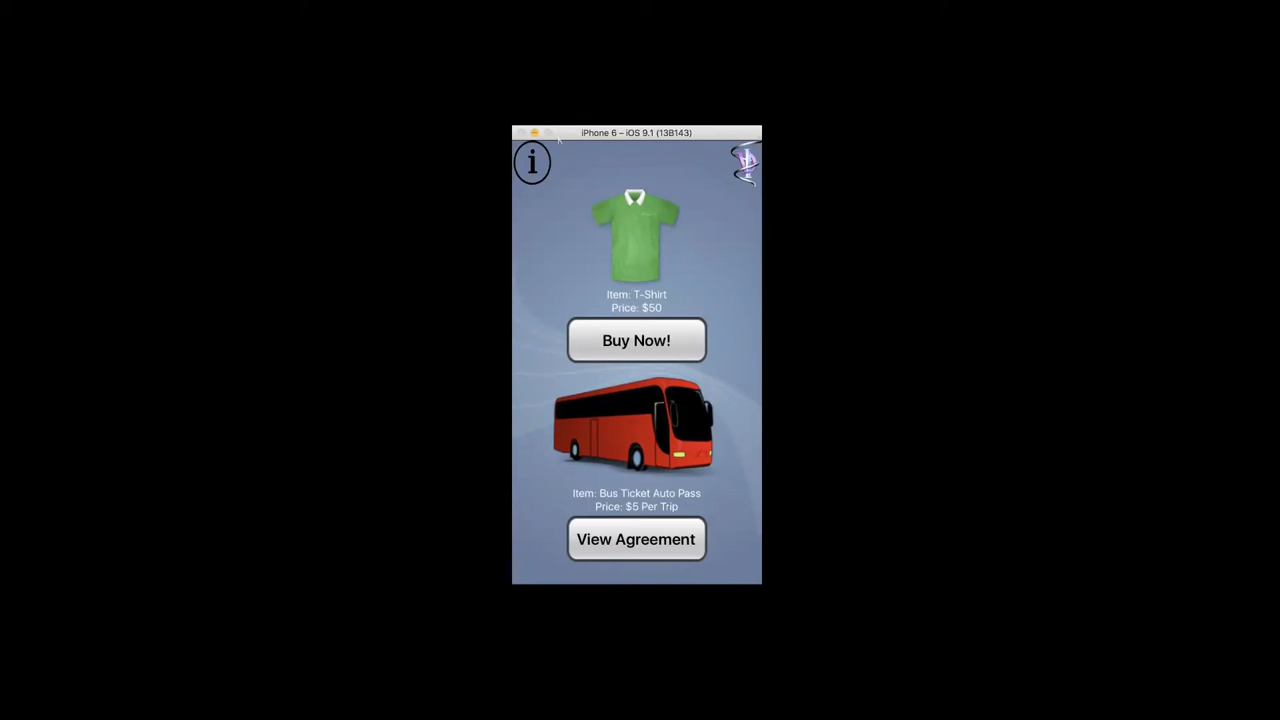 iPhone 6 – iOS 9.1 (13B143)
i
Item: T-Shirt
Price: $50
Buy Now!
Item: Bus Ticket Auto Pass
Price: $5 Per Trip
View Agreement